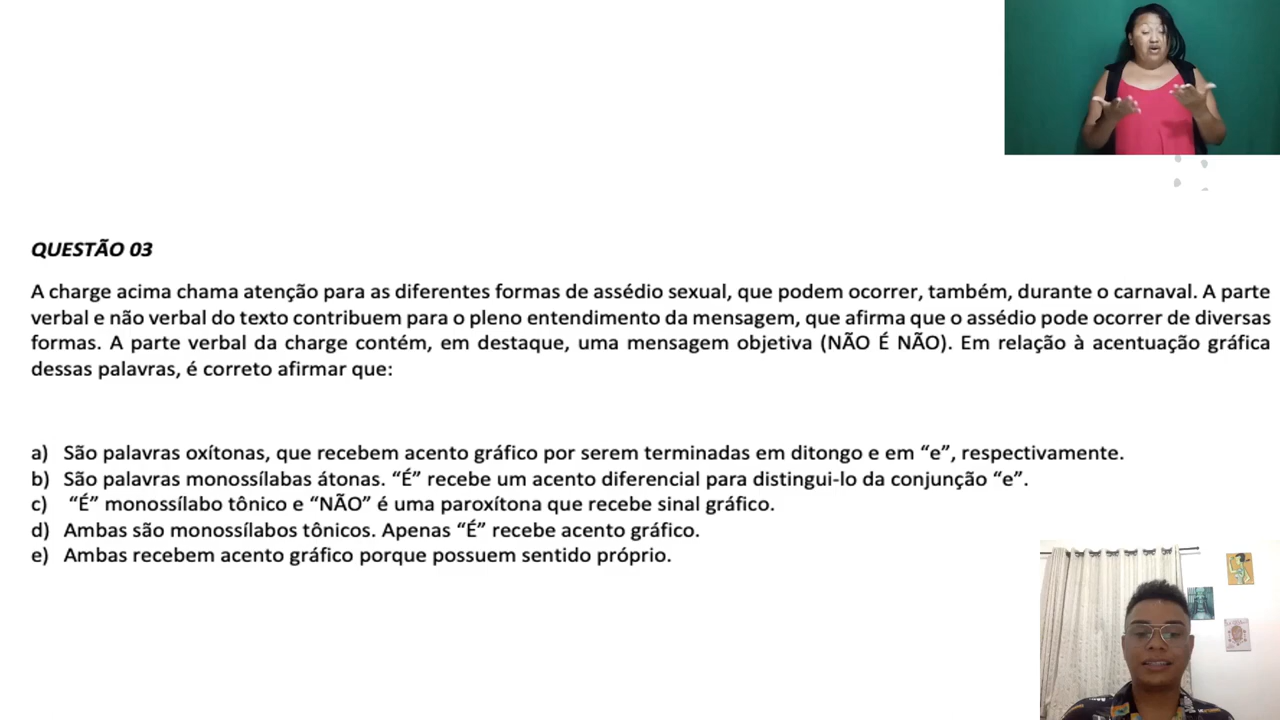 QUESTÃO 03
A charge acima chama atenção para as diferentes formas de assédio sexual, que podem ocorrer, também, durante o carnaval. A parte
verbal e não verbal do texto contribuem para o pleno entendimento da mensagem, que afirma que o assédio pode ocorrer de diversas
formas. A parte verbal da charge contém, em destaque, uma mensagem objetiva (NÃO É NÃO). Em relação à acentuação gráfica
dessas palavras, é correto afirmar que:
a) São palavras oxítonas, que recebem acento gráfico por serem terminadas em ditongo e em “e”, respectivamente.
b) São palavras monossílabas átonas. “É” recebe um acento diferencial para distingui-lo da conjunção “e”.
c) “É” monossílabo tônico e “NÃO” é uma paroxítona que recebe sinal gráfico.
d) Ambas são monossílabos tônicos. Apenas “É” recebe acento gráfico.
e) Ambas recebem acento gráfico porque possuem sentido próprio.